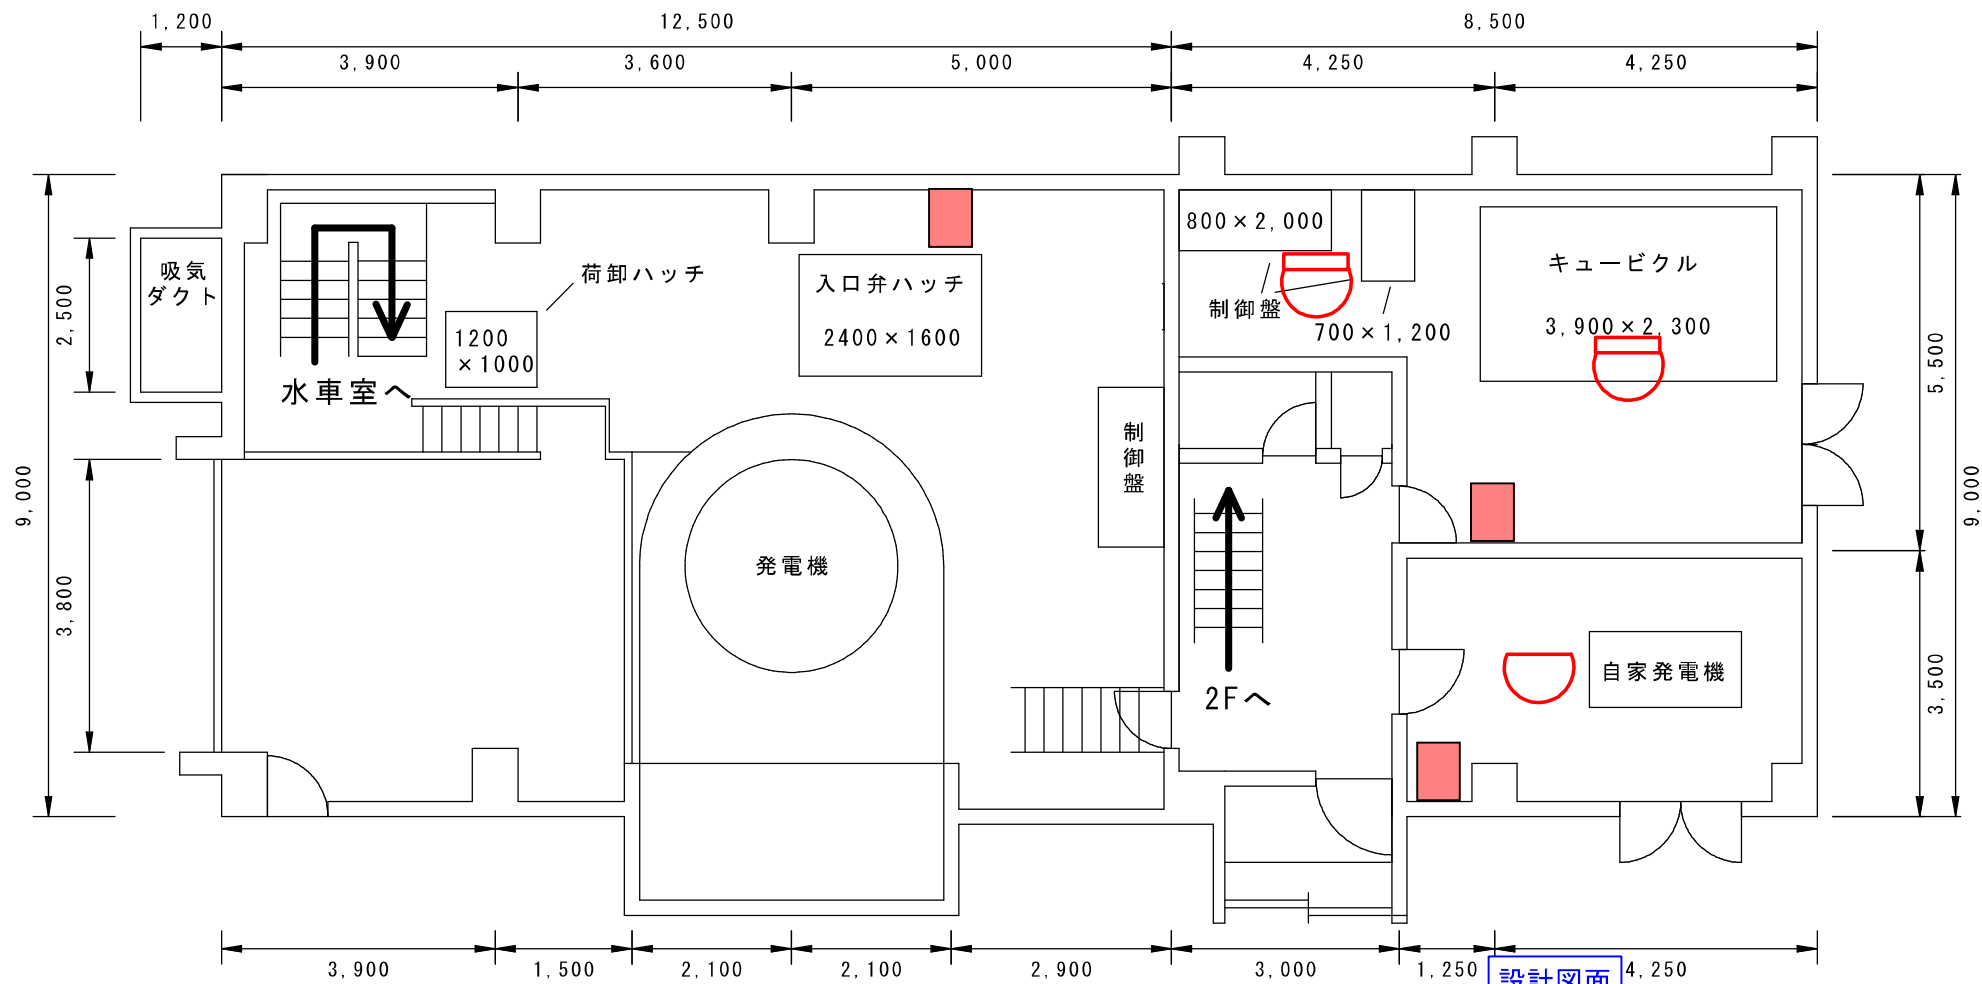 1,200
12,500
8,500
3,900
3,600
5,000
4,250
4,250
吸気
ダクト
荷卸ハッチ
入口弁ハッチ
2400×1600
800×2,000
制御盤
700×1,200
キュービクル
3,900×2,300
1200
×1000
水車室へ
制御盤
発電機
2Fへ
自家発電機
2,500
9,000
3,800
5,500
9,000
3,500
3,900
1,500
2,100
2,100
2,900
3,000
1,250
4,250
設計図面